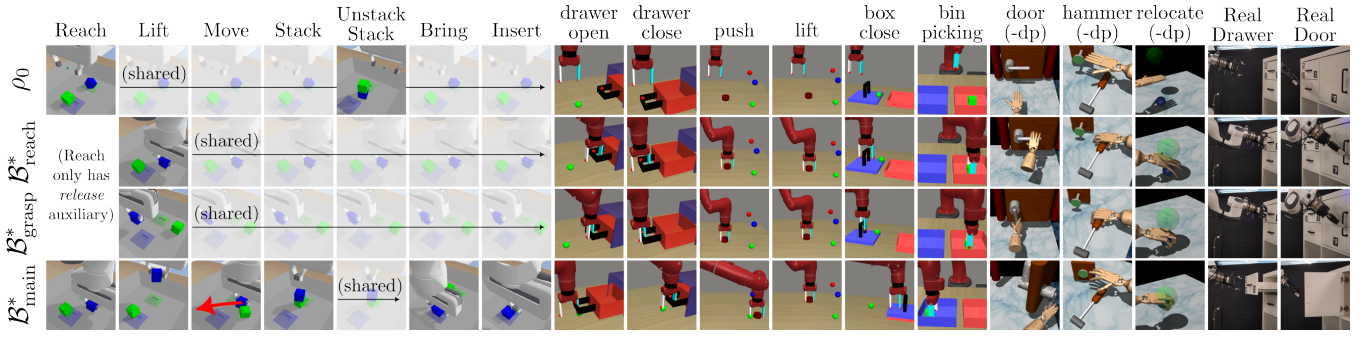 Reach Lift Move Stack Unstack Stack Bring Insert drawer open drawer close push lift box close bin picking door (-dp) hammer (-dp) relocate (-dp) Real Drawer Real Door
ρ₀ (shared)
B*reach (Reach only has release auxiliary) (shared)
B*grasp (shared)
B*main (shared)